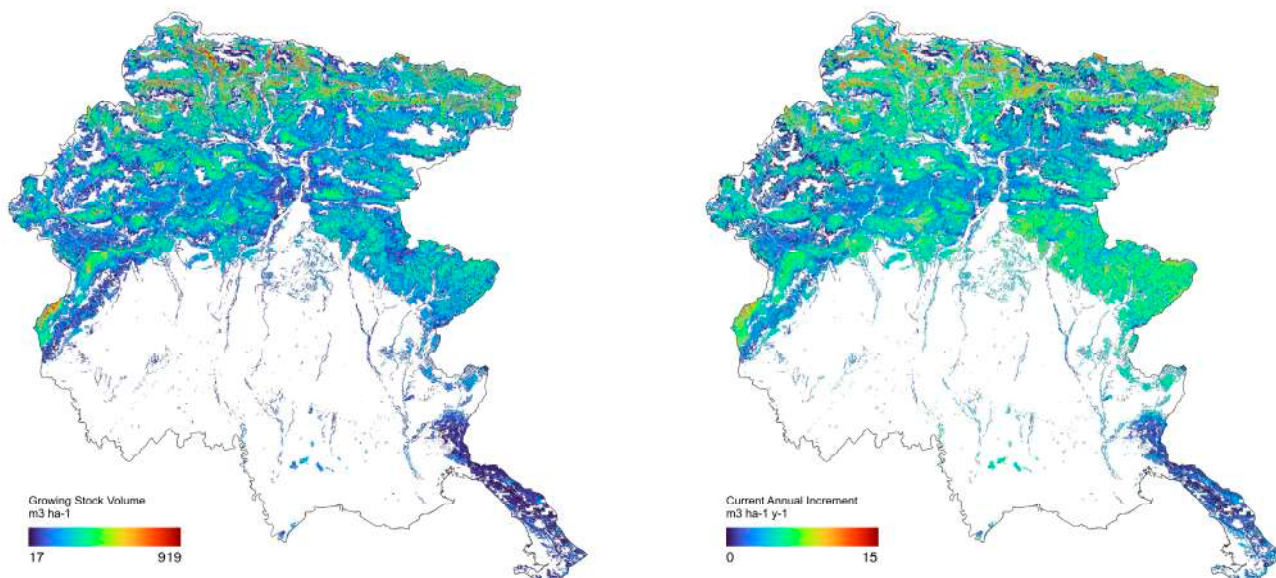 Growing Stock Volume
m3 ha-1
17 919
Current Annual Increment
m3 ha-1 y-1
0 15